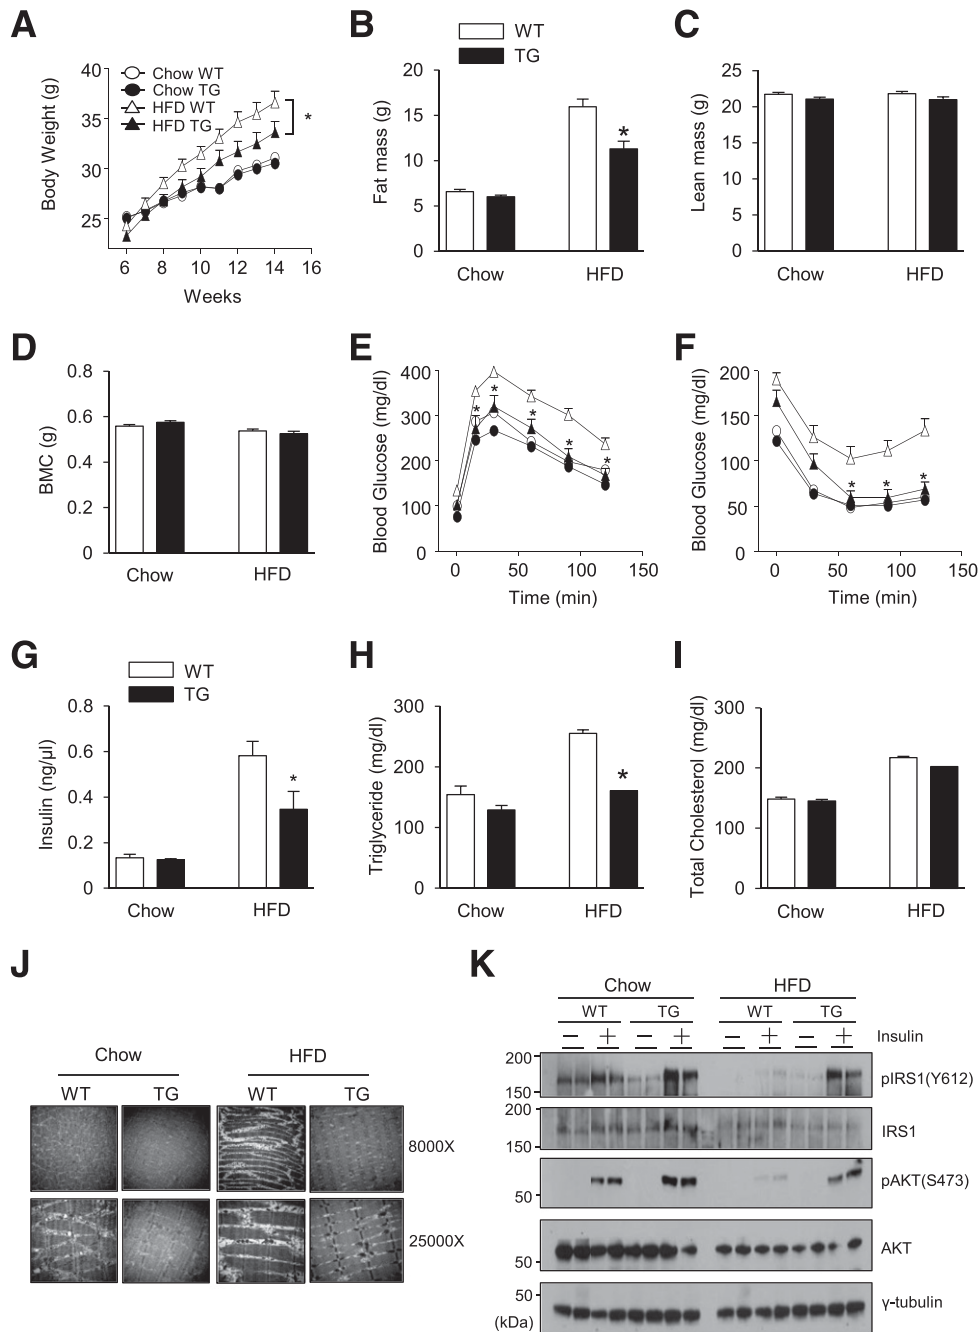 A
Body Weight (g)
40
35
30
25
6 8 10 12 14 16
Weeks
Chow WT
Chow TG
HFD WT
HFD TG
*
B
WT
TG
Fat mass (g)
20
15
10
5
0
*
Chow HFD
C
Lean mass (g)
25
20
15
10
5
0
Chow HFD
D
BMC (g)
0.8
0.6
0.4
0.2
0
Chow HFD
E
Blood Glucose (mg/dl)
400
300
200
100
0
* * * * *
0 50 100 150
Time (min)
F
Blood Glucose (mg/dl)
200
150
100
50
0
* * *
0 50 100 150
Time (min)
G
WT
TG
Insulin (ng/μl)
0.8
0.6
0.4
0.2
0
*
Chow HFD
H
Triglyceride (mg/dl)
300
200
100
0
*
Chow HFD
I
Total Cholesterol (mg/dl)
300
200
100
0
Chow HFD
J
Chow HFD
WT TG WT TG
8000X
25000X
K
Chow HFD
WT TG WT TG
− + − + − + − + Insulin
200
150
pIRS1(Y612)
200
150
IRS1
50
pAKT(S473)
50
AKT
50
γ-tubulin
(kDa)